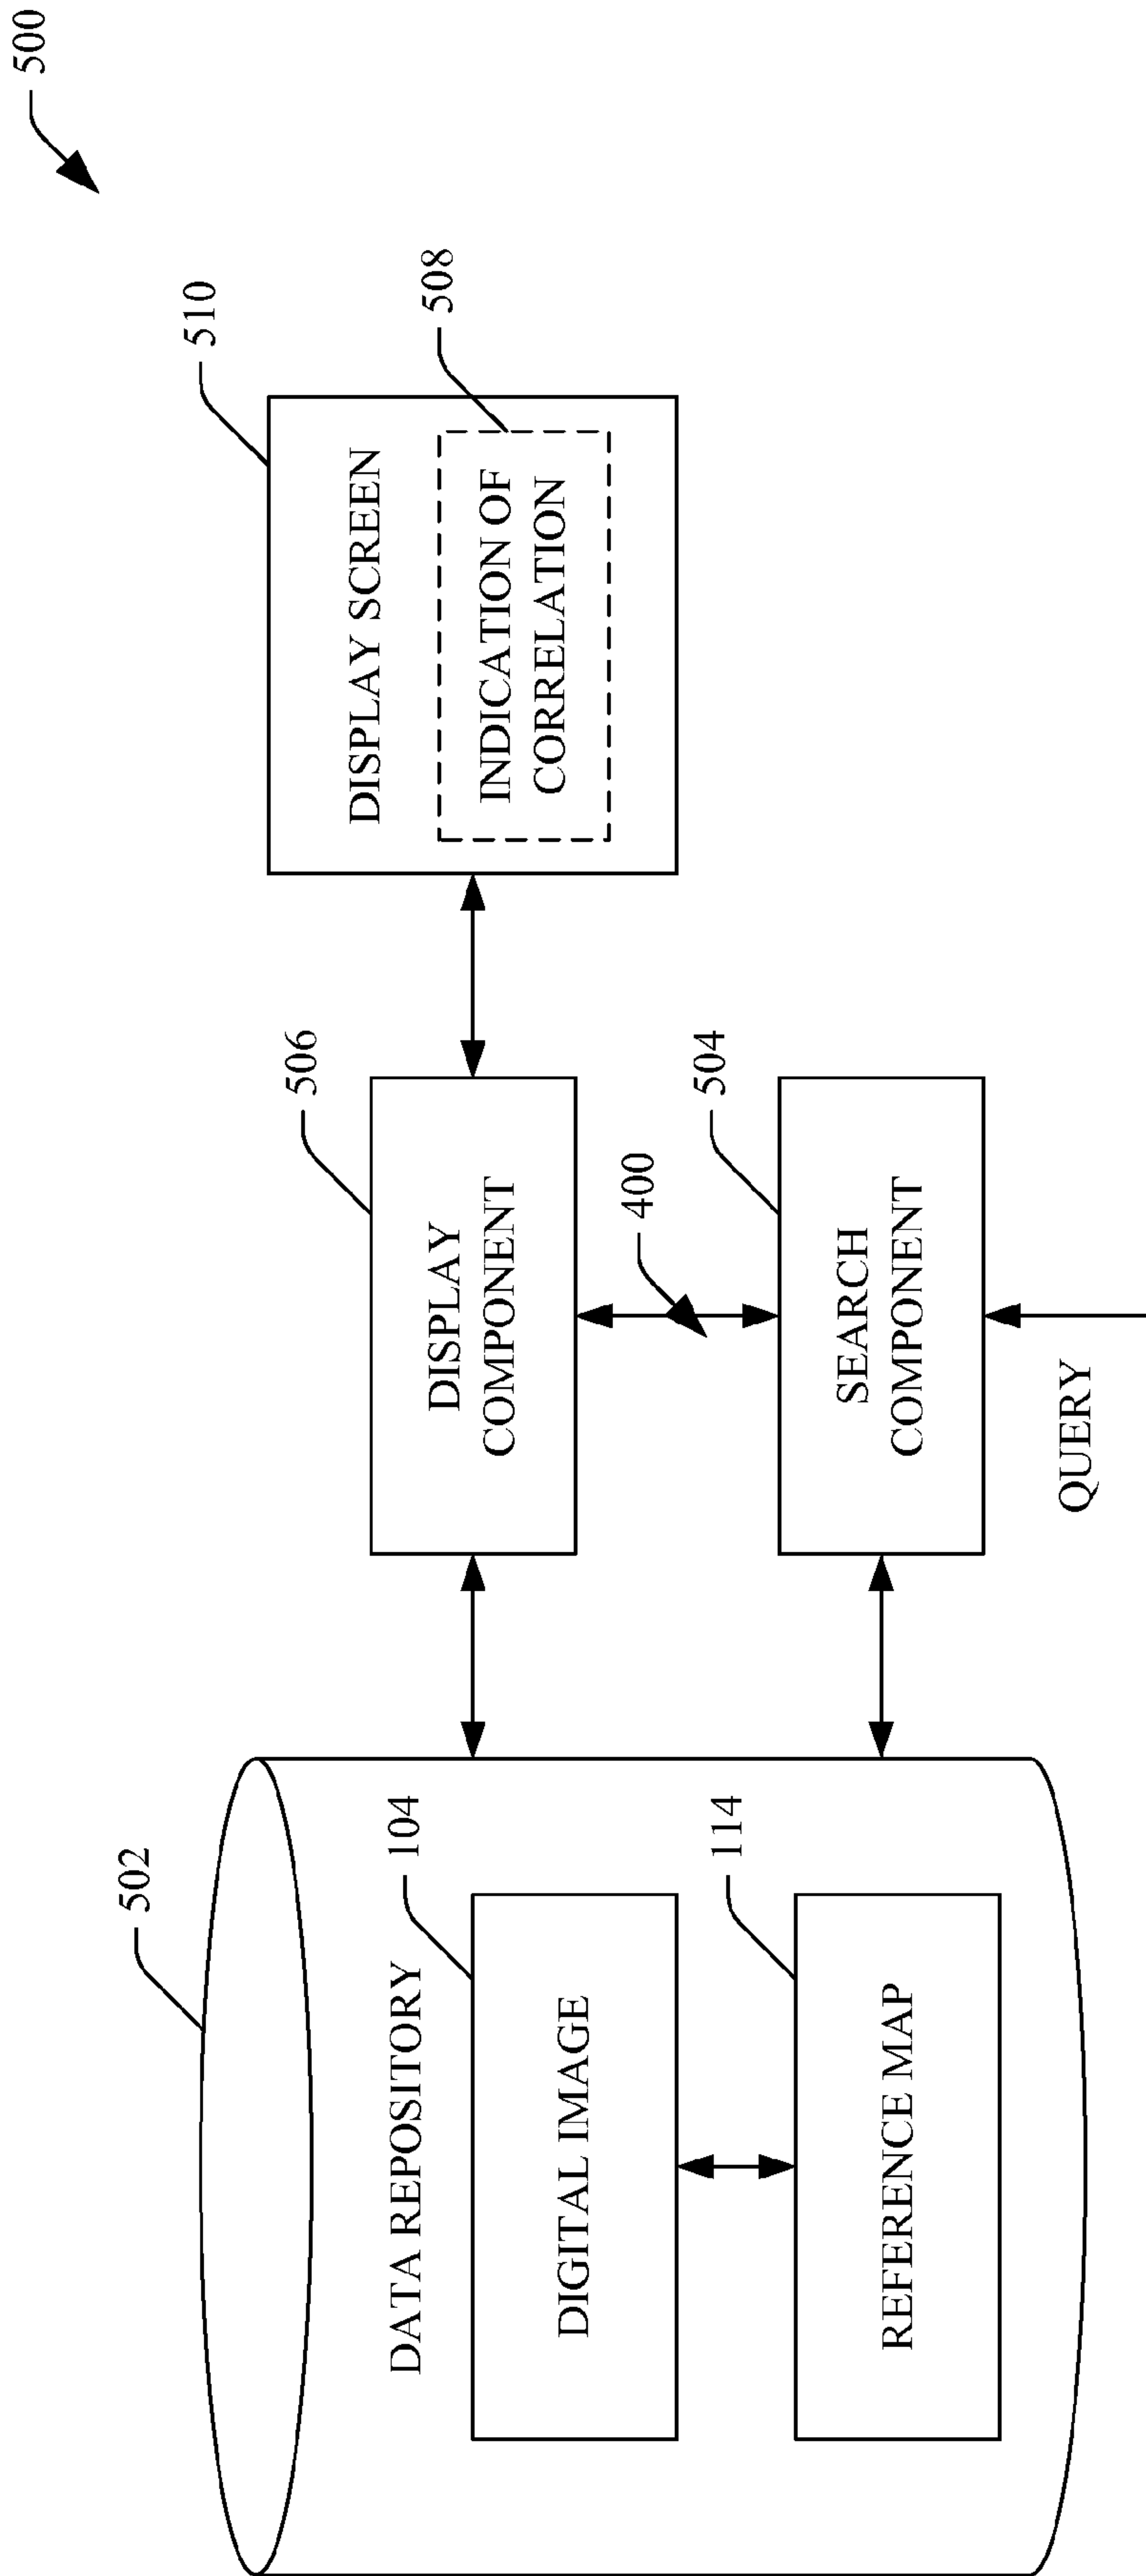 500
502
DATA REPOSITORY
104
DIGITAL IMAGE
114
REFERENCE MAP
506
DISPLAY
COMPONENT
400
504
SEARCH
COMPONENT
QUERY
510
DISPLAY SCREEN
508
INDICATION OF
CORRELATION